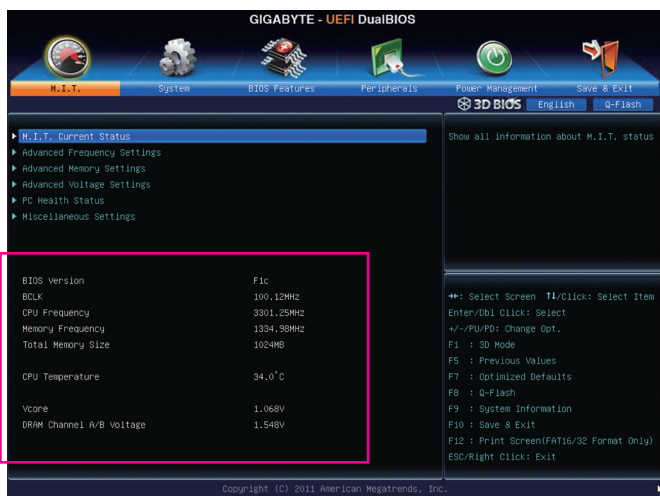 GIGABYTE - UEFI DualBIOS
M.I.T.
System
BIOS Features
Peripherals
Power Management
Save & Exit
3D BIOS
English
Q-Flash
M.I.T. Current Status
Advanced Frequency Settings
Advanced Memory Settings
Advanced Voltage Settings
PC Health Status
Miscellaneous Settings
Show all information about M.I.T. status
BIOS Version F1c
BCLK 100.12MHz
CPU Frequency 3301.25MHz
Memory Frequency 1334.98MHz
Total Memory Size 1024MB
CPU Temperature 34.0°C
Vcore 1.068V
DRAM Channel A/B Voltage 1.548V
→←: Select Screen ↑↓/Click: Select Item
Enter/Dbl Click: Select
+/-/PU/PD: Change Opt.
F1 : 3D Mode
F5 : Previous Values
F7 : Optimized Defaults
F8 : Q-Flash
F9 : System Information
F10 : Save & Exit
F12 : Print Screen(FAT16/32 Format Only)
ESC/Right Click: Exit
Copyright (C) 2011 American Megatrends, Inc.